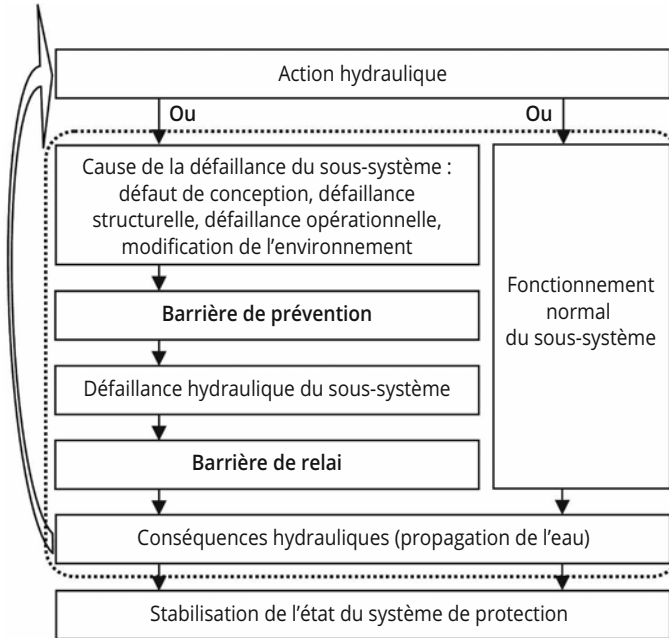 Action hydraulique
Ou
Ou
Cause de la défaillance du sous-système :
défaut de conception, défaillance
structurelle, défaillance opérationnelle,
modification de l'environnement
Barrière de prévention
Défaillance hydraulique du sous-système
Barrière de relai
Fonctionnement
normal
du sous-système
Conséquences hydrauliques (propagation de l'eau)
Stabilisation de l'état du système de protection